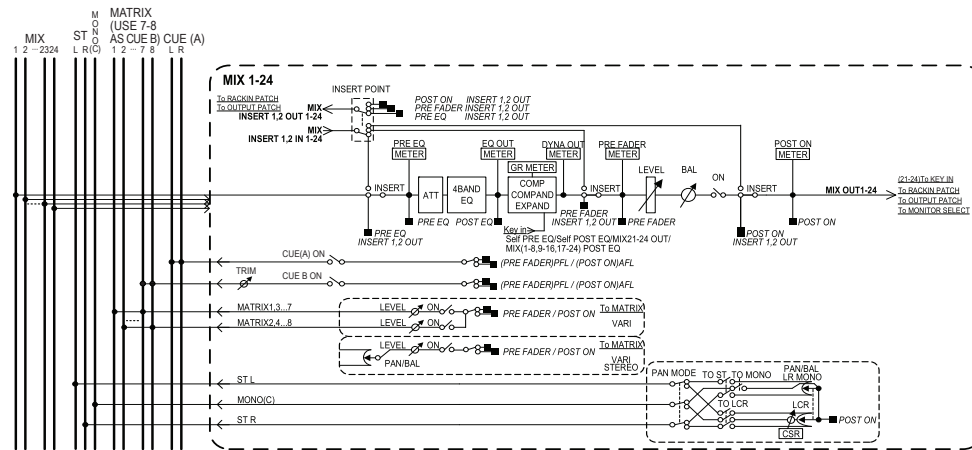 MIX
1 2 ··· 2324
ST
L R
MONO
(C)
MATRIX
(USE 7-8
AS CUE B)
1 2 ··· 7 8
CUE (A)
L R
MIX 1-24
INSERT POINT
To RACKIN PATCH
To OUTPUT PATCH
MIX
INSERT 1,2 OUT 1-24
MIX
INSERT 1,2 IN 1-24
POST ON INSERT 1,2 OUT
PRE FADER INSERT 1,2 OUT
PRE EQ INSERT 1,2 OUT
PRE EQ
METER
EQ OUT
METER
DYNA OUT
METER
PRE FADER
METER
POST ON
METER
GR METER
LEVEL
BAL
ON
INSERT
ATT
4BAND
EQ
COMP
COMPAND
EXPAND
INSERT
INSERT
MIX OUT1-24
(21-24)To KEY IN
To RACKIN PATCH
To OUTPUT PATCH
To MONITOR SELECT
PRE EQ
INSERT 1,2 OUT
PRE EQ
POST EQ
PRE FADER
INSERT 1,2 OUT
PRE FADER
POST ON
INSERT 1,2 OUT
POST ON
Key in
Self PRE EQ/Self POST EQ/MIX21-24 OUT/
MIX(1-8,9-16,17-24) POST EQ
CUE(A) ON
(PRE FADER)PFL / (POST ON)AFL
TRIM
CUE B ON
(PRE FADER)PFL / (POST ON)AFL
MATRIX1,3...7
LEVEL
ON
PRE FADER / POST ON
To MATRIX
VARI
MATRIX2,4...8
LEVEL
ON
LEVEL
ON
PAN/BAL
PRE FADER / POST ON
To MATRIX
VARI
STEREO
ST L
MONO(C)
ST R
PAN MODE
TO ST
TO MONO
PAN/BAL
LR MONO
TO LCR
LCR
CSR
POST ON